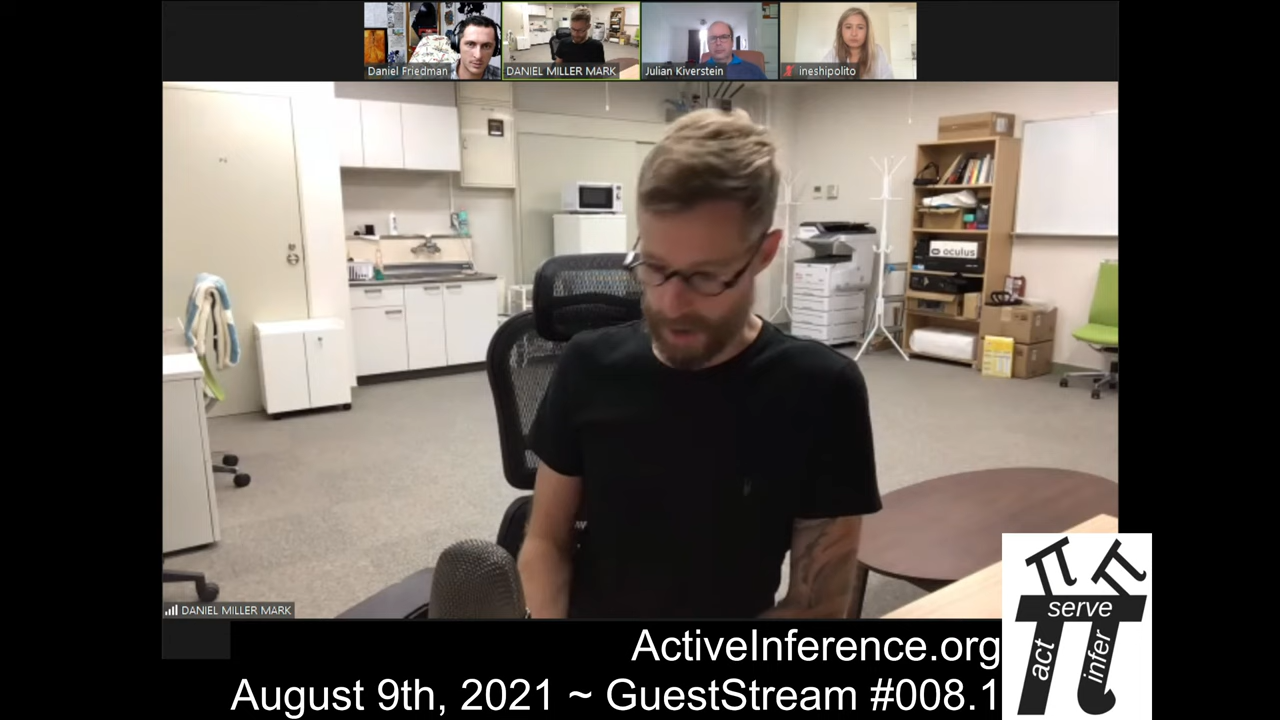 Daniel Friedman
DANIEL MILLER MARK
Julian Kiverstein
ineshipolito
oculus
DANIEL MILLER MARK
serve
act
infer
ActiveInference.org
August 9th, 2021 ~ GuestStream #008.1